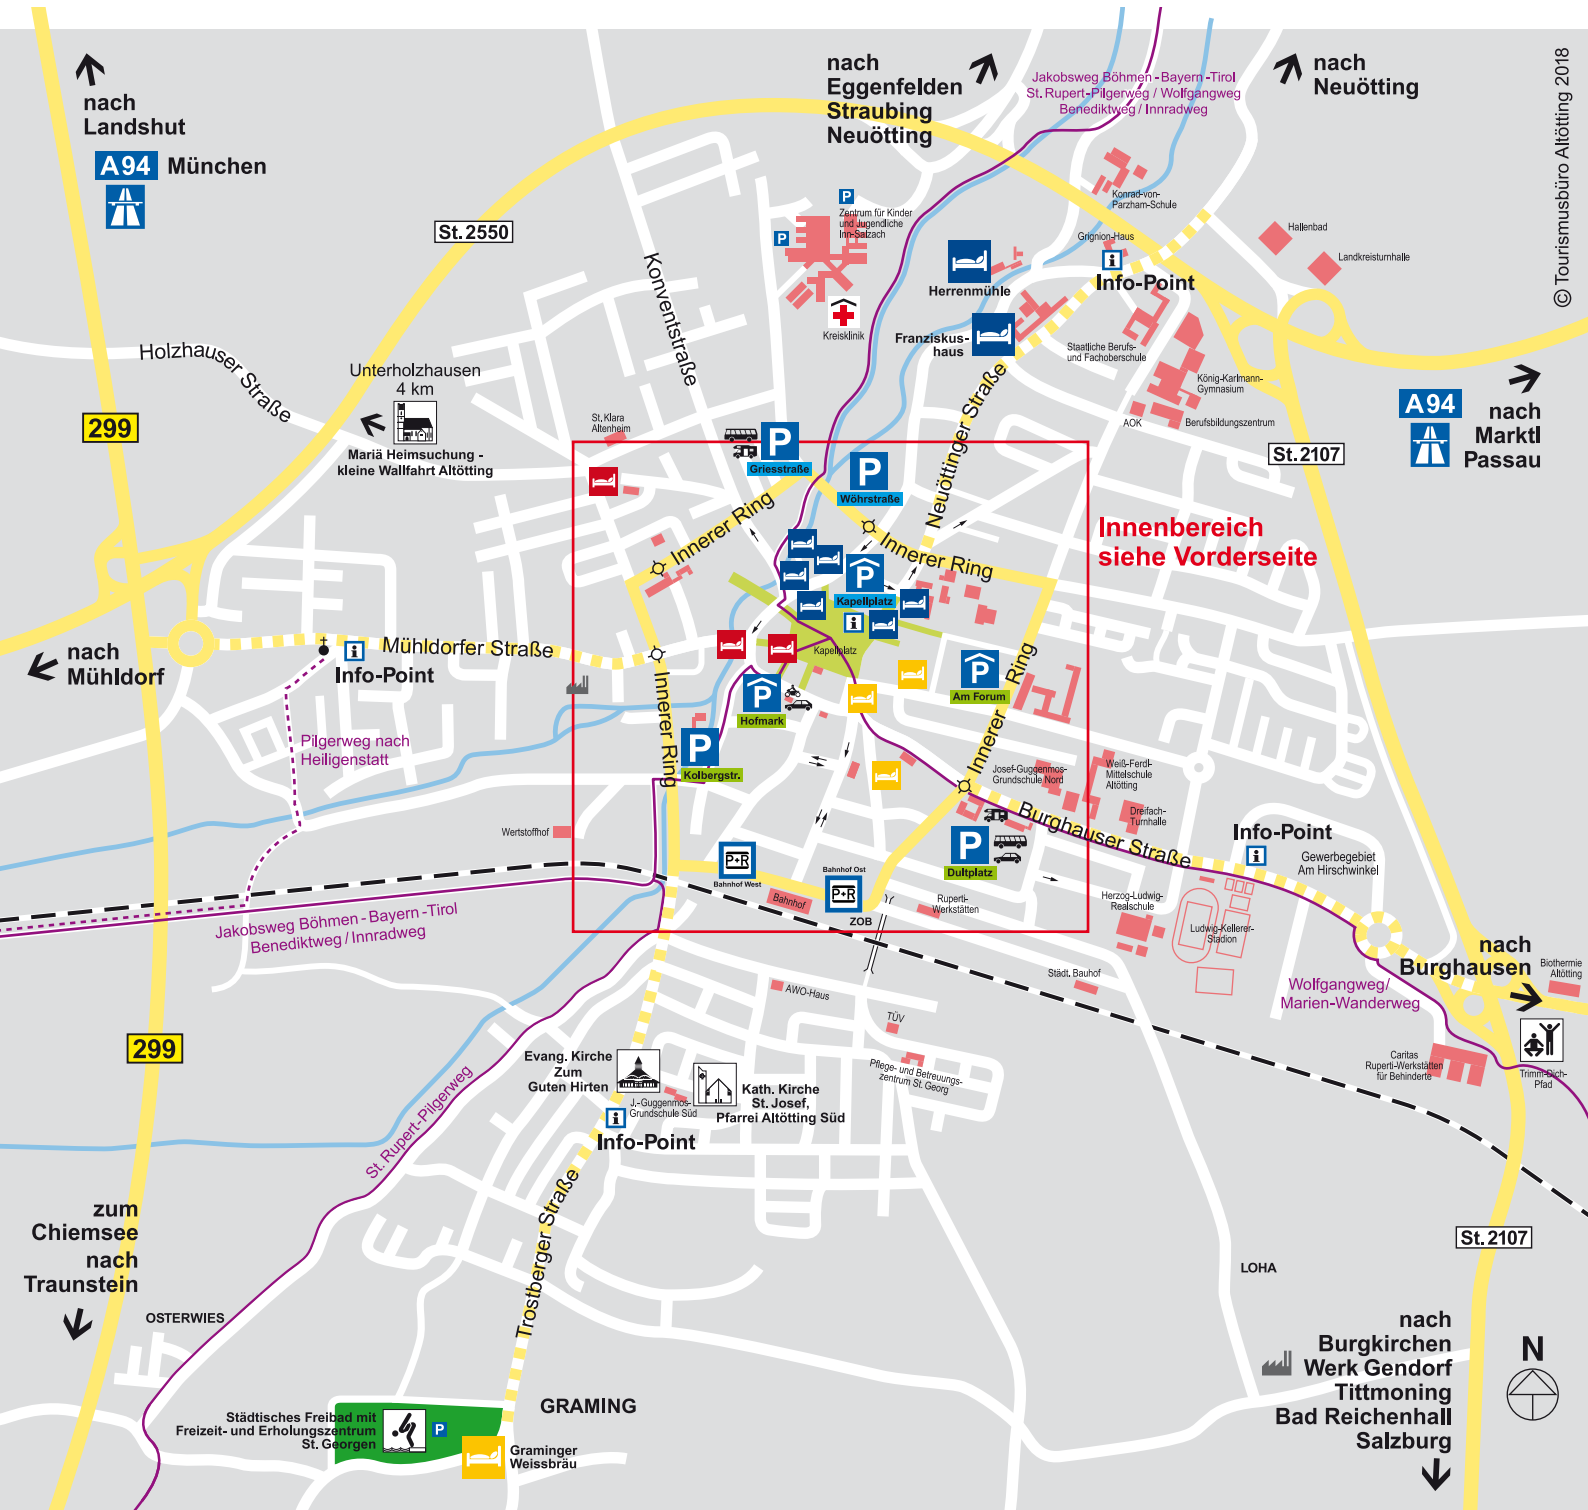 © Tourismusbüro Altötting 2018
nach
Landshut
A94 München
nach
Eggenfelden
Straubing
Neuötting
Jakobsweg Böhmen - Bayern - Tirol
St. Rupert-Pilgerweg / Wolfgangweg
Benediktweg / Innradweg
nach
Neuötting
St. 2550
P
Zentrum für Kinder
und Jugendliche
Inn-Salzach
P
Kreisklinik
Konventstraße
Konrad-von-
Parzham-Schule
Grignion-Haus
i
Info-Point
Hallenbad
Landkreisturnhalle
Herrenmühle
Franziskus-
haus
Staatliche Berufs-
und Fachoberschule
König-Karlmann-
Gymnasium
AOK
Berufsbildungszentrum
Holzhauser Straße
Unterholzhausen
4 km
Mariä Heimsuchung -
kleine Wallfahrt Altötting
299
St. Klara
Altenheim
A94
nach
Marktl
Passau
St. 2107
P
Griesstraße
P
Wöhrstraße
Neuöttinger Straße
Innerer Ring
Innerer Ring
Innenbereich
siehe Vorderseite
P
Kapellplatz
i
Kapellplatz
nach
Mühldorf
i
Info-Point
Mühldorfer Straße
Innerer Ring
P
Hofmark
P
Am Forum
Innerer Ring
Pilgerweg nach
Heiligenstatt
P
Kolbergstr.
Josef-Guggenmos-
Grundschule Nord
Weiß-Ferdl-
Mittelschule
Altötting
Dreifach-
Turnhalle
Burghauser Straße
Info-Point
i
Gewerbegebiet
Am Hirschwinkel
Wertstoffhof
P+R
Bahnhof West
Bahnhof
Bahnhof Ost
P+R
ZOB
P
Dultplatz
Ruperti-
Werkstätten
Herzog-Ludwig-
Realschule
Ludwig-Kellerer-
Stadion
Jakobsweg Böhmen - Bayern - Tirol
Benediktweg / Innradweg
nach
Burghausen
Biothermie
Altötting
Städt. Bauhof
Wolfgangweg/
Marien-Wanderweg
AWO-Haus
TÜV
Pflege- und Betreuungs-
zentrum St. Georg
299
Evang. Kirche
Zum
Guten Hirten
Kath. Kirche
St. Josef,
Pfarrei Altötting Süd
J.-Guggenmos-
Grundschule Süd
i
Info-Point
Caritas
Ruperti-Werkstätten
für Behinderte
Trimm-Dich-
Pfad
St. Rupert-Pilgerweg
Trostberger Straße
zum
Chiemsee
nach
Traunstein
OSTERWIES
St. 2107
LOHA
nach
Burgkirchen
Werk Gendorf
Tittmoning
Bad Reichenhall
Salzburg
N
Städtisches Freibad mit
Freizeit- und Erholungszentrum
St. Georgen
P
GRAMING
Graminger
Weissbräu